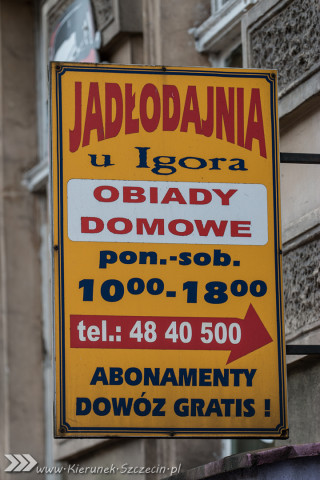 JADŁODAJNIA
u Igora
OBIADY
DOMOWE
pon.-sob.
10⁰⁰-18⁰⁰
tel.: 48 40 500
ABONAMENTY
DOWÓZ GRATIS !
www.Kierunek-Szczecin.pl